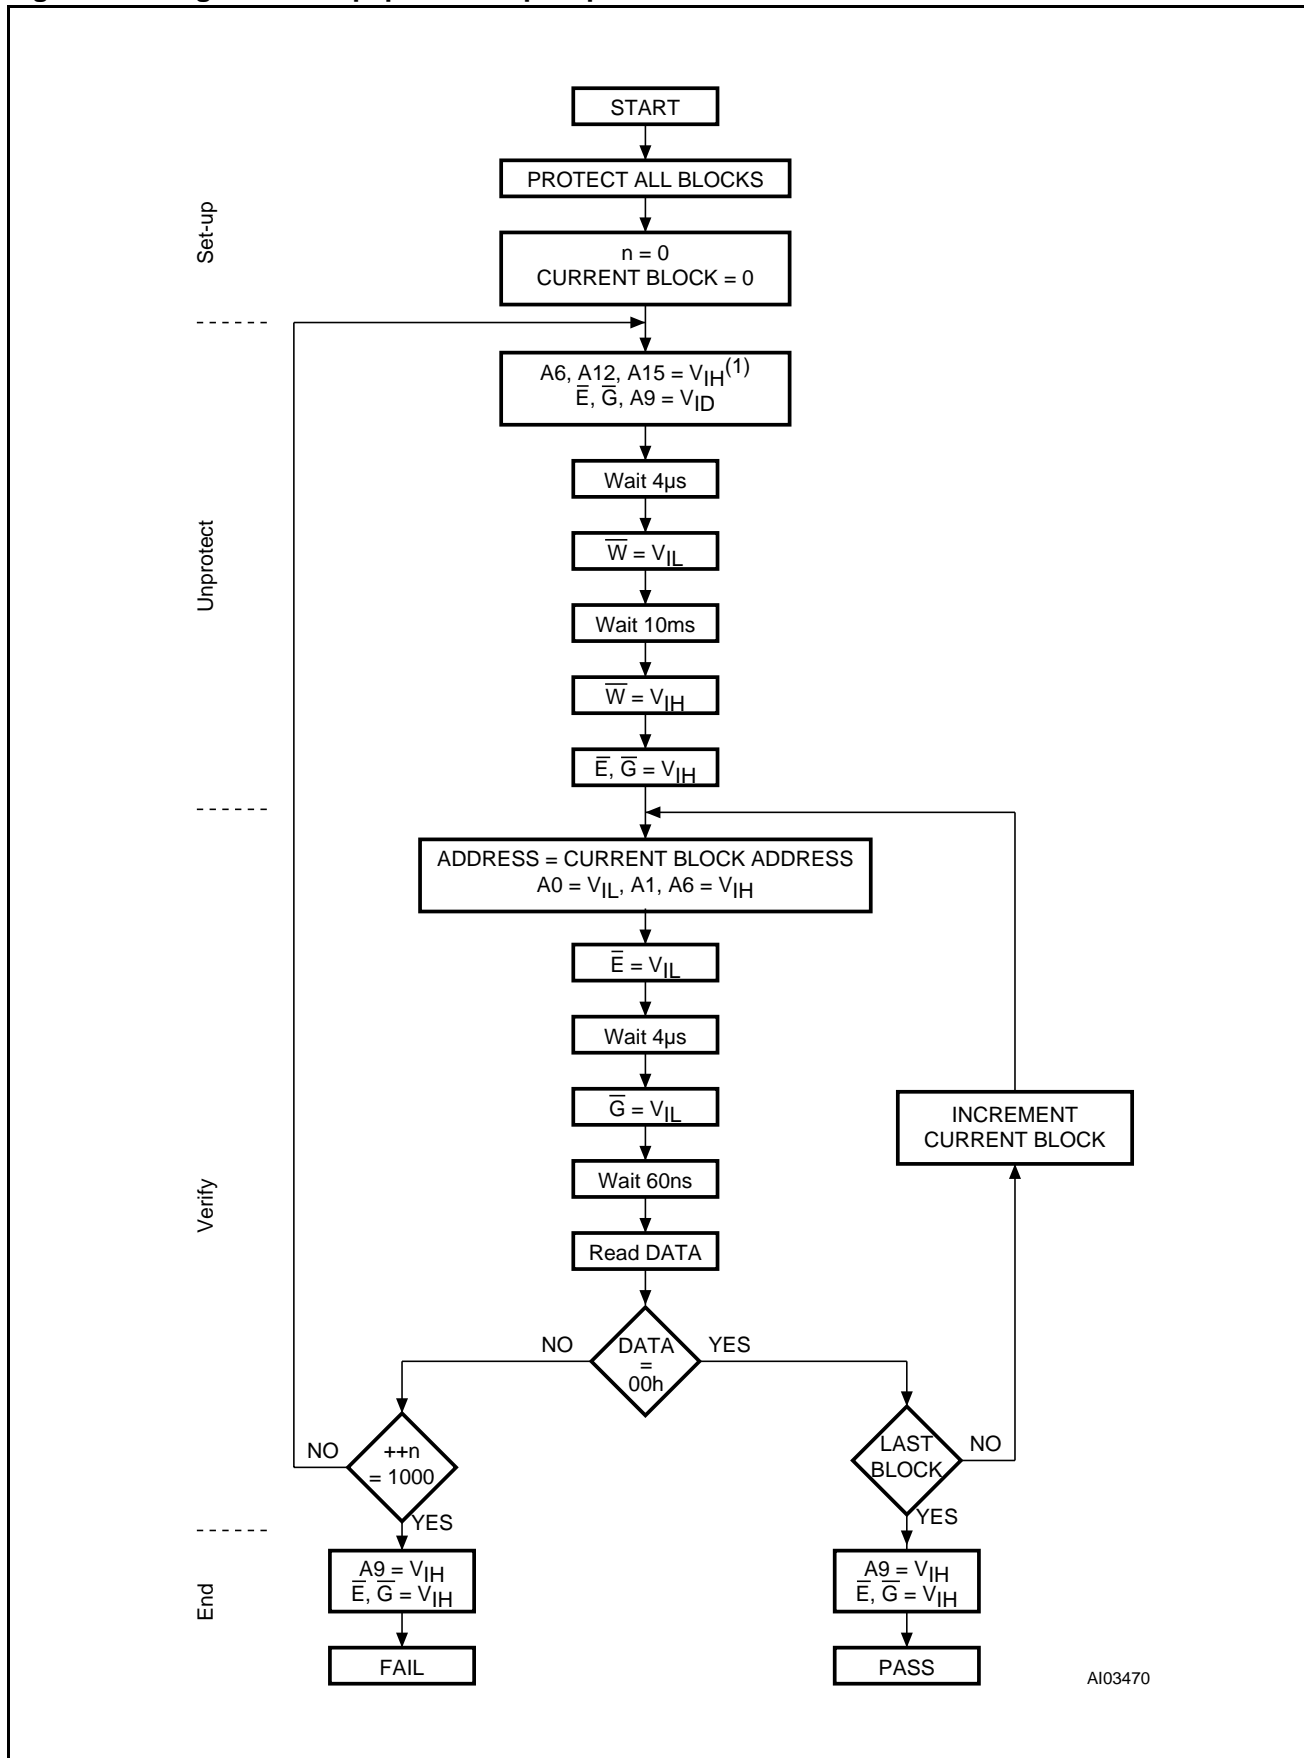 START
PROTECT ALL BLOCKS
Set-up
n = 0
CURRENT BLOCK = 0
A6, A12, A15 = VIH(1)
E̅, G̅, A9 = VID
Wait 4µs
Unprotect
W̅ = VIL
Wait 10ms
W̅ = VIH
E̅, G̅ = VIH
ADDRESS = CURRENT BLOCK ADDRESS
A0 = VIL, A1, A6 = VIH
E̅ = VIL
Wait 4µs
G̅ = VIL
INCREMENT
CURRENT BLOCK
Wait 60ns
Verify
Read DATA
NO
DATA
=
00h
YES
NO
++n
= 1000
YES
LAST
BLOCK
NO
YES
End
A9 = VIH
E̅, G̅ = VIH
A9 = VIH
E̅, G̅ = VIH
FAIL
PASS
AI03470